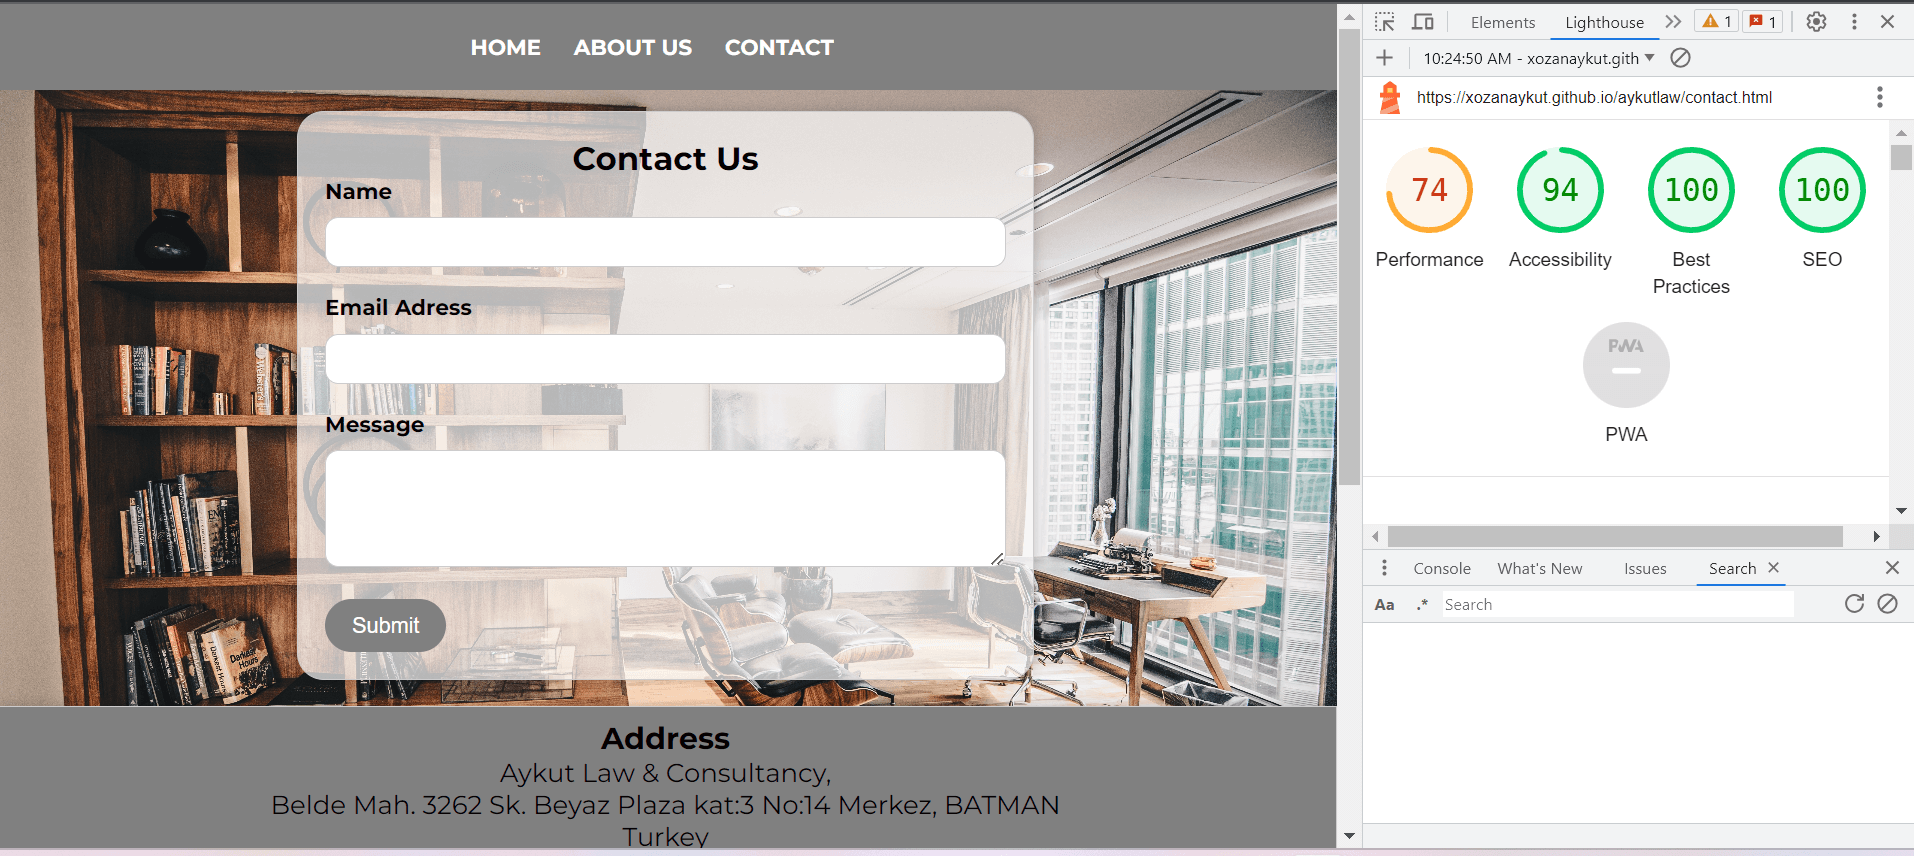 HOME ABOUT US CONTACT
Contact Us
Name
Email Adress
Message
Submit
Address
Aykut Law & Consultancy,
Belde Mah. 3262 Sk. Beyaz Plaza kat:3 No:14 Merkez, BATMAN
Turkey
Elements Lighthouse 1 1
10:24:50 AM - xozanaykut.gith
https://xozanaykut.github.io/aykutlaw/contact.html
74 94 100 100
Performance Accessibility Best Practices SEO
PWA
PWA
Console What's New Issues Search
Aa .* Search
Darkest Hours